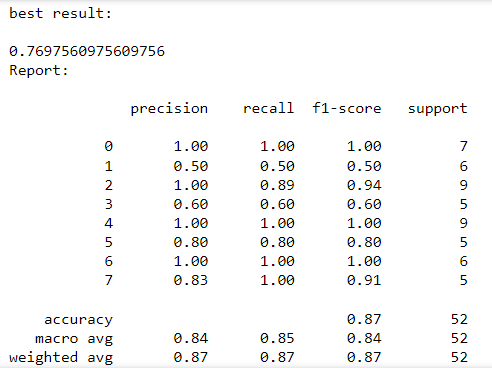 best result:
0.7697560975609756
Report:
precision recall f1-score support
0 1.00 1.00 1.00 7
1 0.50 0.50 0.50 6
2 1.00 0.89 0.94 9
3 0.60 0.60 0.60 5
4 1.00 1.00 1.00 9
5 0.80 0.80 0.80 5
6 1.00 1.00 1.00 6
7 0.83 1.00 0.91 5
accuracy 0.87 52
macro avg 0.84 0.85 0.84 52
weighted avg 0.87 0.87 0.87 52